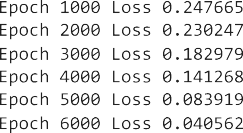 Epoch 1000 Loss 0.247665
Epoch 2000 Loss 0.230247
Epoch 3000 Loss 0.182979
Epoch 4000 Loss 0.141268
Epoch 5000 Loss 0.083919
Epoch 6000 Loss 0.040562